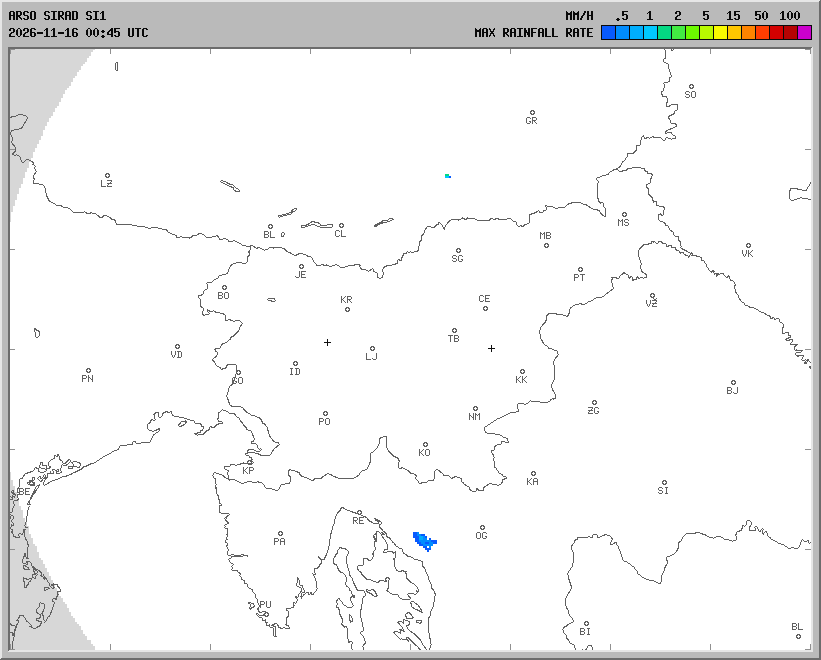 ARSO SIRAD SI1
2026-11-16 00:45 UTC
MM/H .5 1 2 5 15 50 100
MAX RAINFALL RATE
SO
GR
LZ
MS
BL
CL
MB
VK
SG
JE
PT
BO
KR
CE
VZ
TB
VD
LJ
ID
PN
GO
KK
BJ
ZG
NM
PO
KO
KP
KA
BE
SI
RE
OG
PA
PU
BI
BL